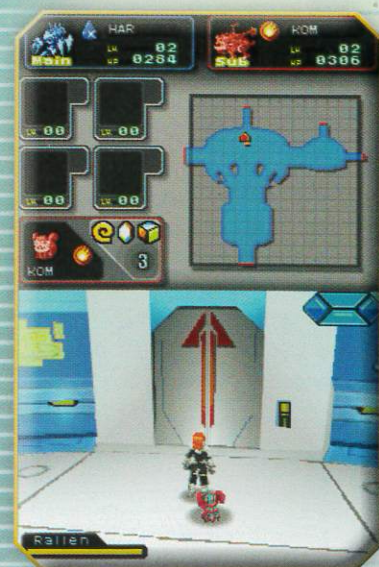 HAR
Lv 02
Main HP 0284
KOM
Lv 02
Sub HP 0306
Lv 00
Lv 00
Lv 00
Lv 00
KOM
3
Rallen